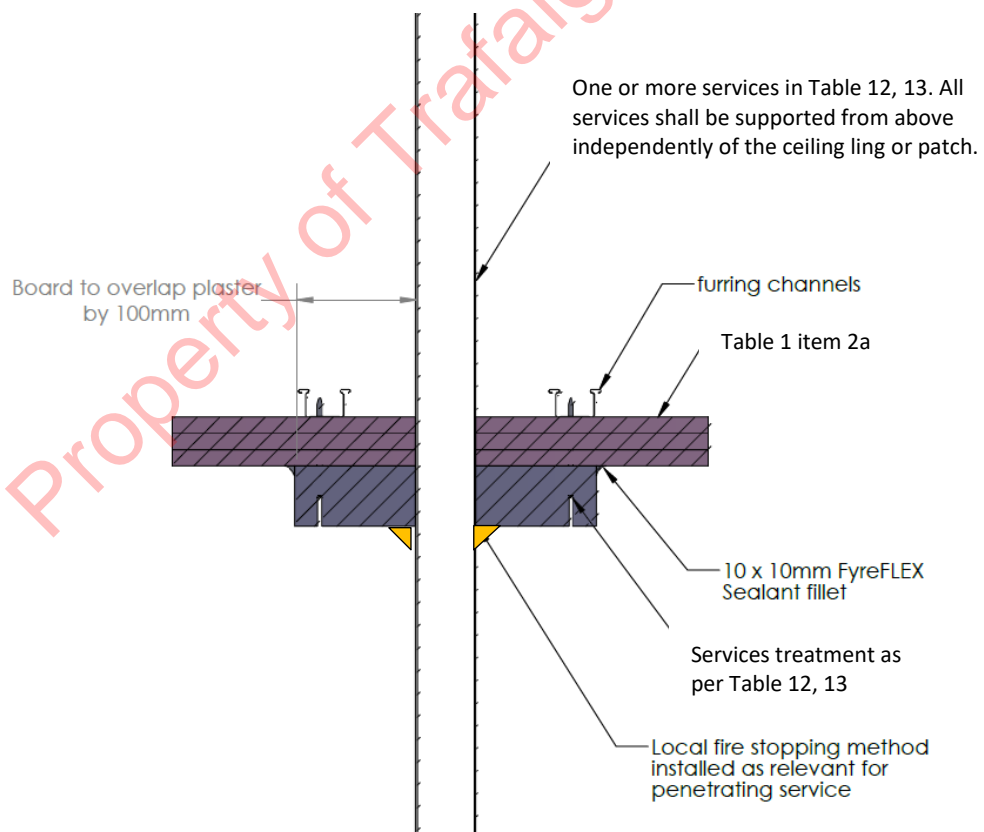 Property of Trafalg
One or more services in Table 12, 13. All
services shall be supported from above
independently of the ceiling ling or patch.
Board to overlap plaster
by 100mm
furring channels
Table 1 item 2a
10 x 10mm FyreFLEX
Sealant fillet
Services treatment as
per Table 12, 13
Local fire stopping method
installed as relevant for
penetrating service